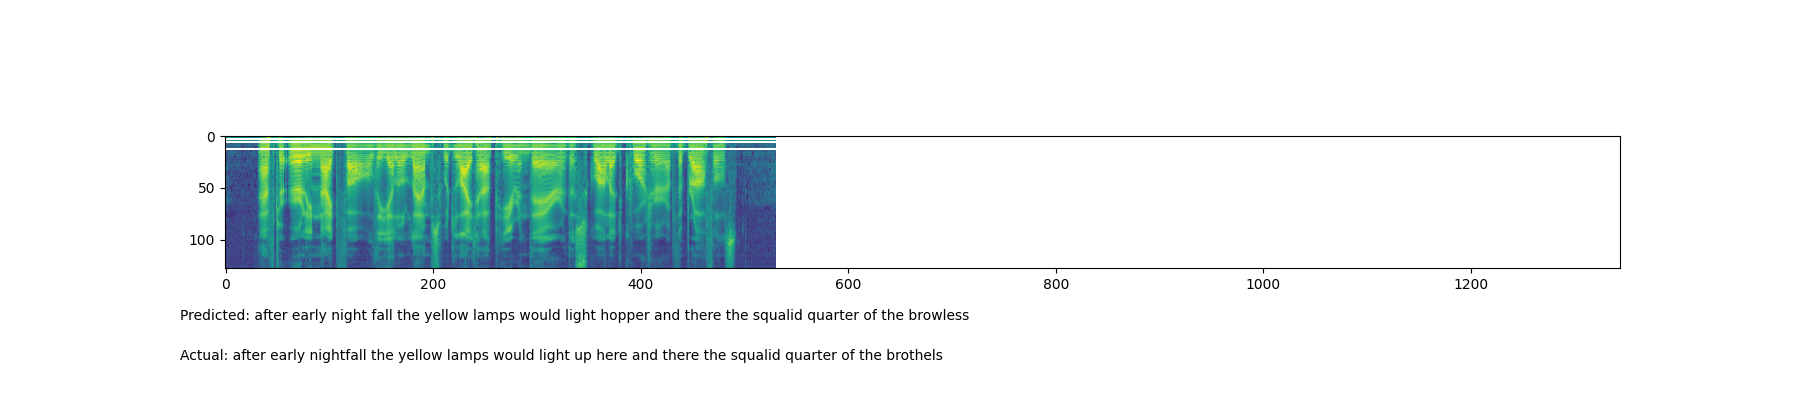 0
50
100
0 200 400 600 800 1000 1200
Predicted: after early night fall the yellow lamps would light hopper and there the squalid quarter of the browless
Actual: after early nightfall the yellow lamps would light up here and there the squalid quarter of the brothels